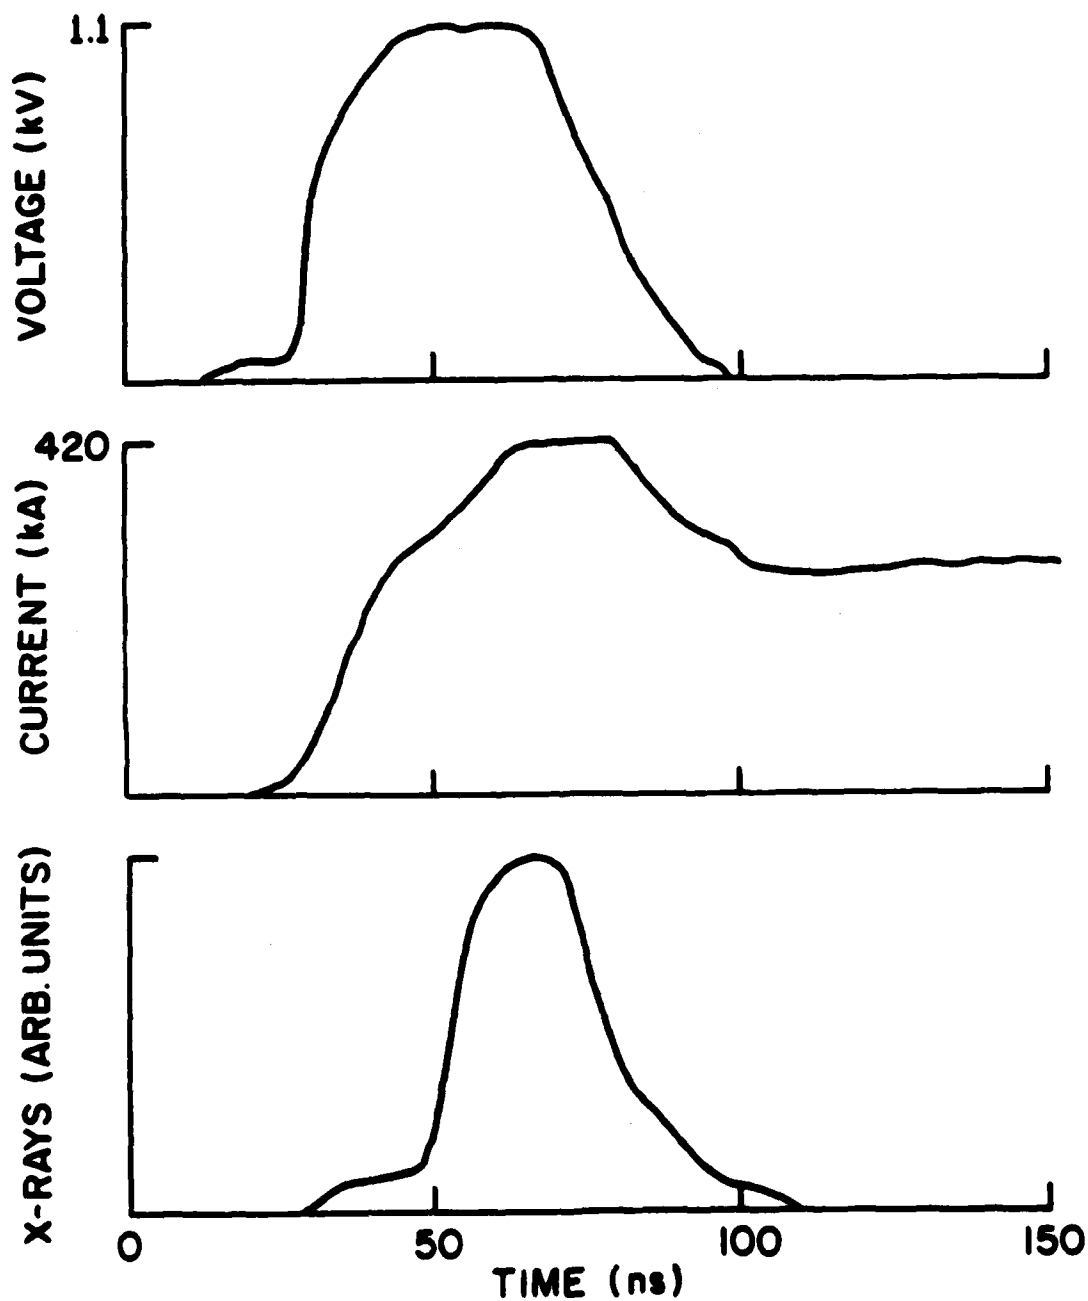 1.1
VOLTAGE (kV)
420
CURRENT (kA)
X-RAYS (ARB. UNITS)
0 50 100 150
TIME (ns)